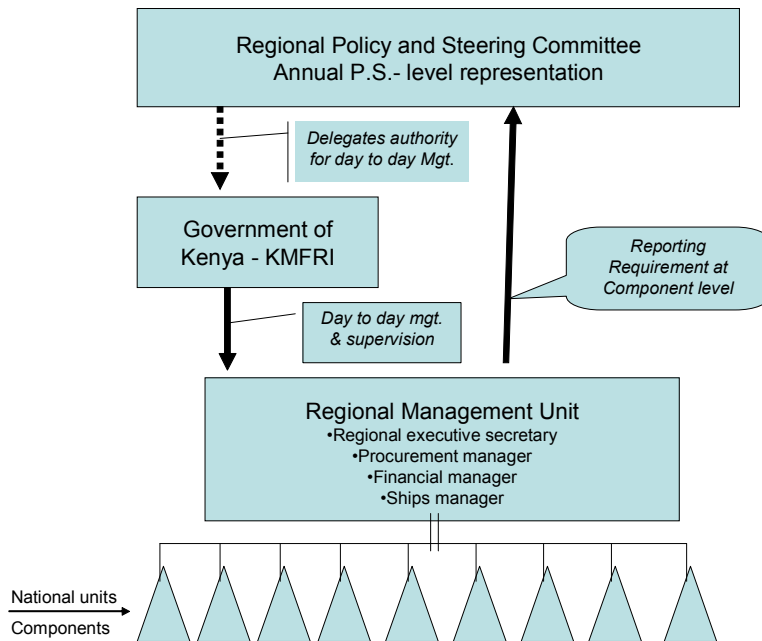 Regional Policy and Steering Committee
Annual P.S.- level representation
Delegates authority
for day to day Mgt.
Government of
Kenya - KMFRI
Reporting
Requirement at
Component level
Day to day mgt.
& supervision
Regional Management Unit
•Regional executive secretary
•Procurement manager
•Financial manager
•Ships manager
National units
Components